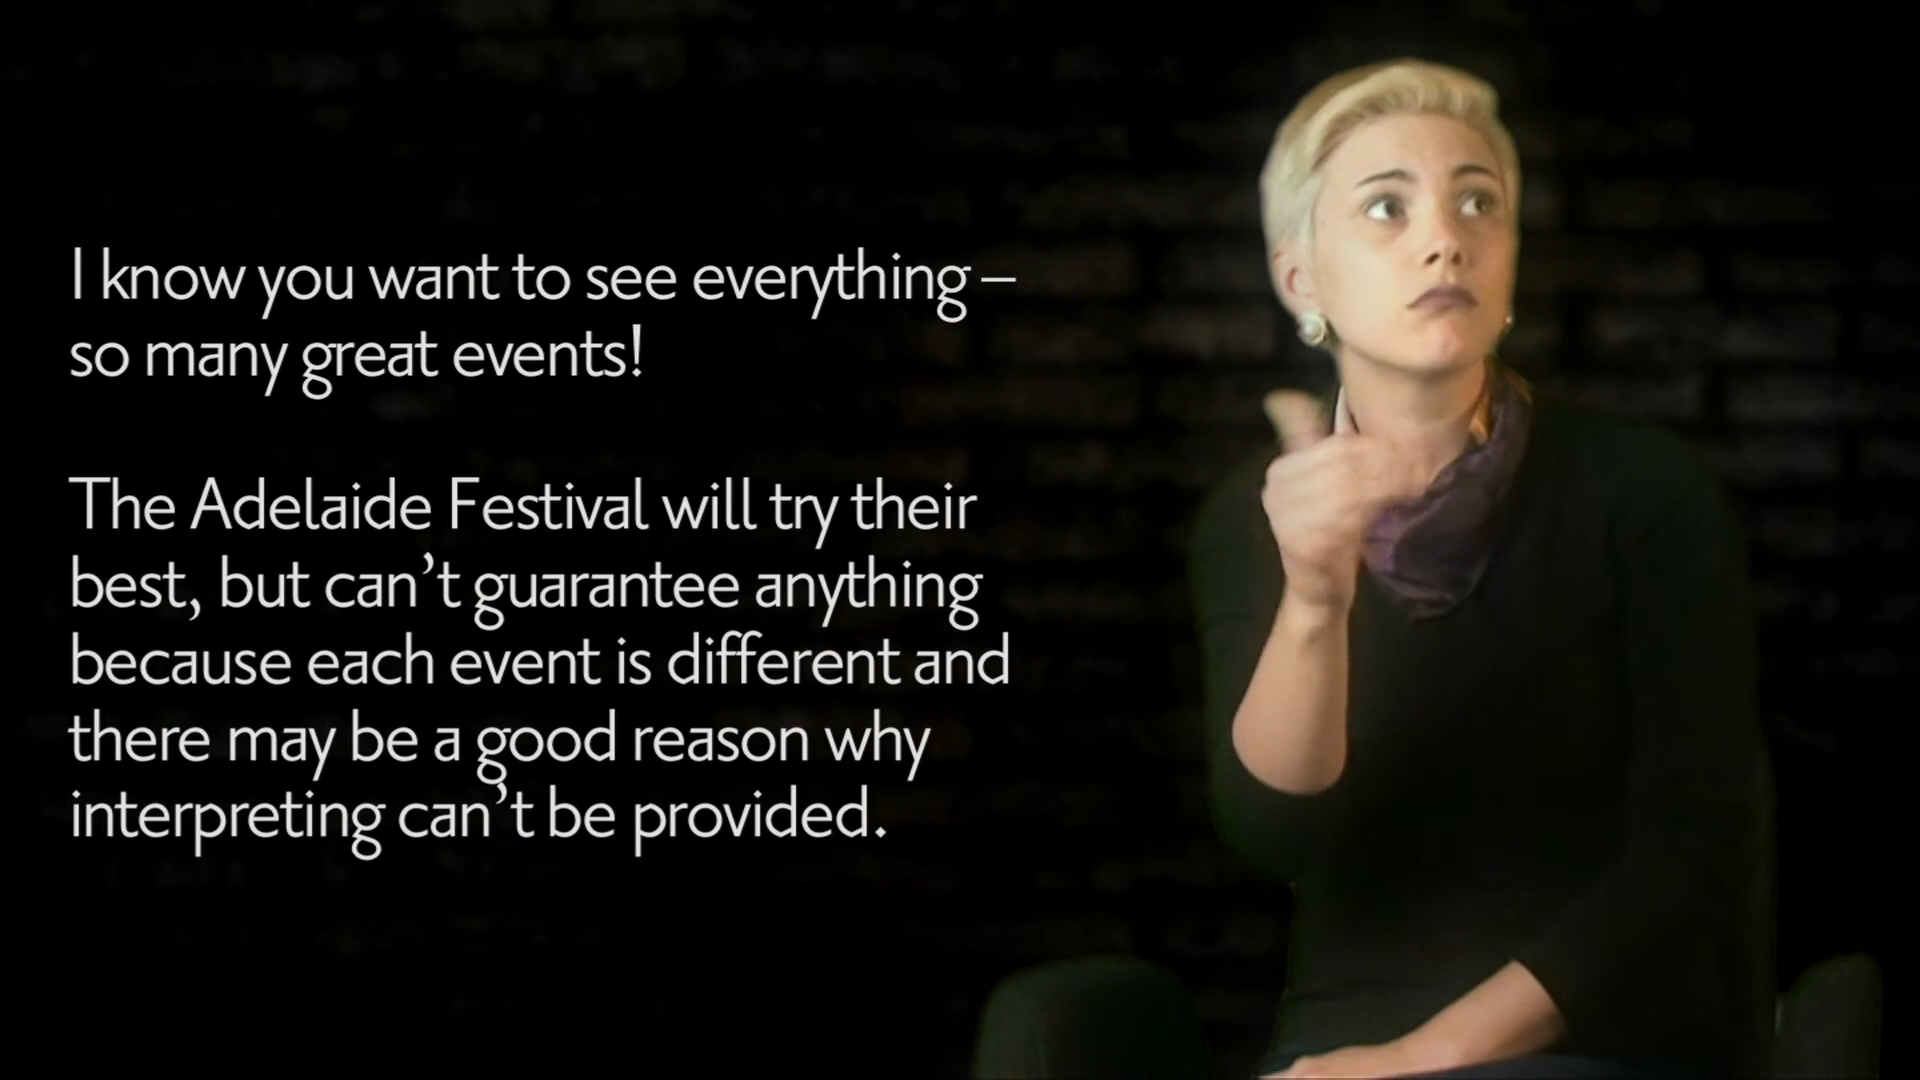 I know you want to see everything –
so many great events!
The Adelaide Festival will try their
best, but can’t guarantee anything
because each event is different and
there may be a good reason why
interpreting can’t be provided.